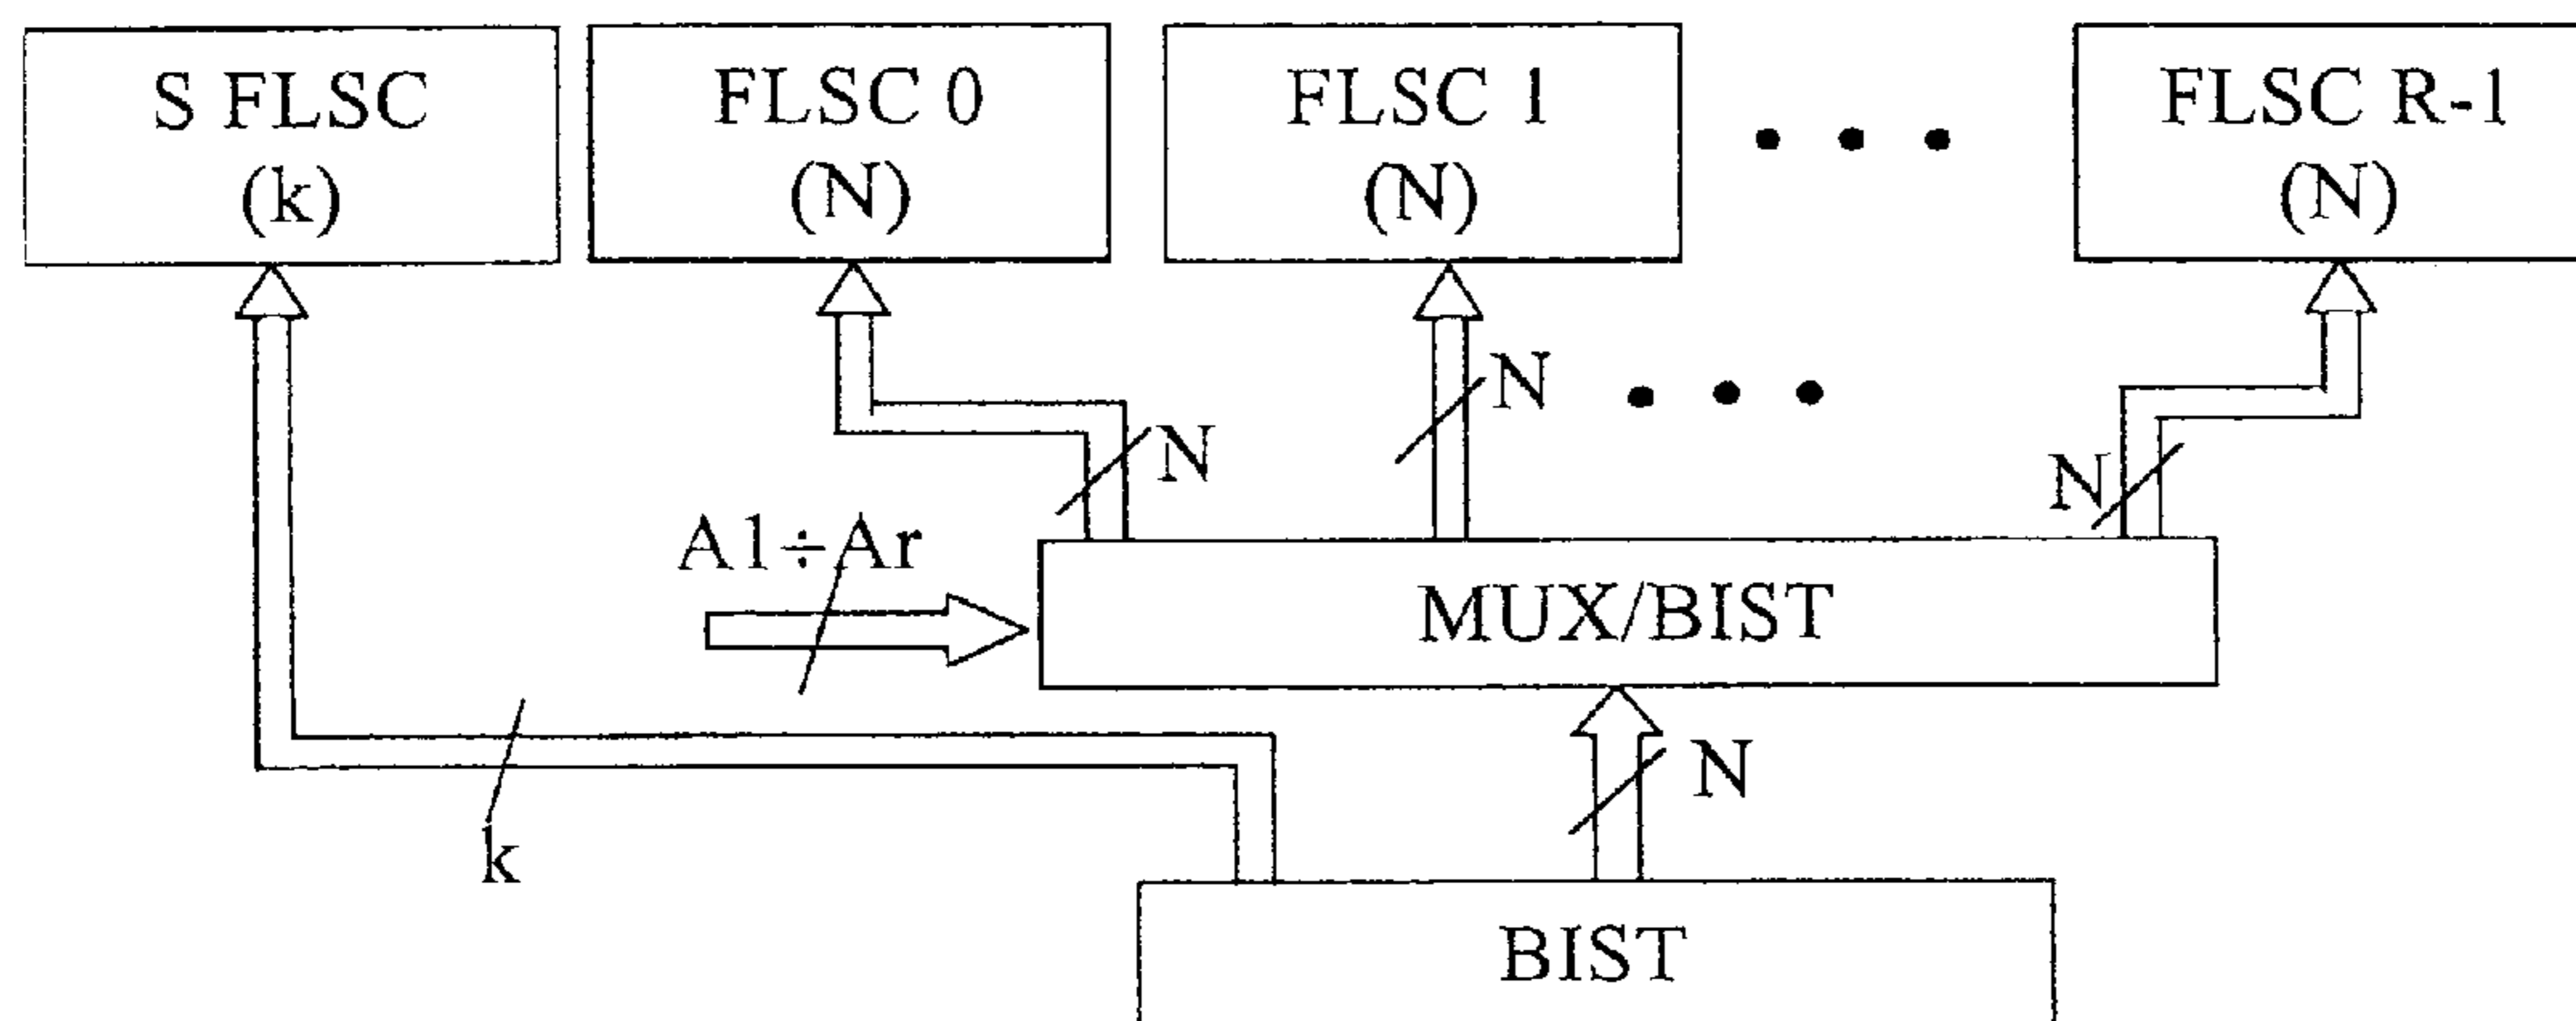 S FLSC
(k)
FLSC 0
(N)
FLSC 1
(N)
FLSC R-1
(N)
N
N
N
A1÷Ar
MUX/BIST
k
N
BIST